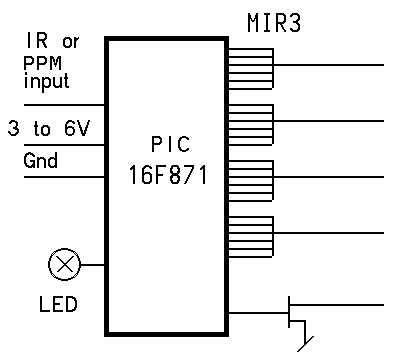 MIR3
IR or
PPM
input
3 to 6V
Gnd
PIC
16F871
LED